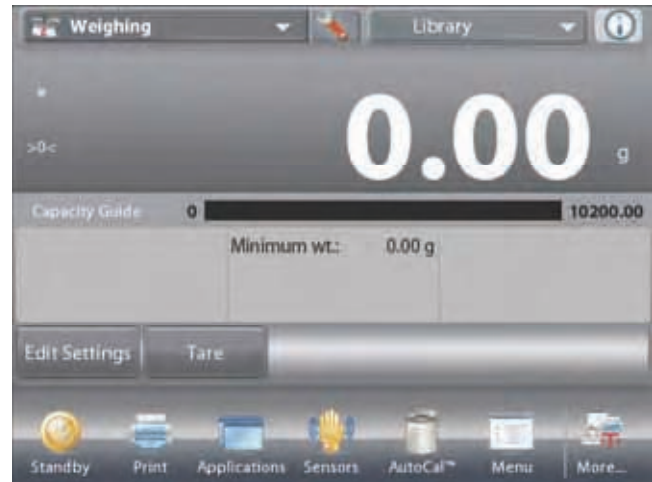 Weighing Library
*
>0<
0.00 g
Capacity Guide 0 10200.00
Minimum wt.: 0.00 g
Edit Settings Tare
Standby Print Applications Sensors AutoCal™ Menu More...